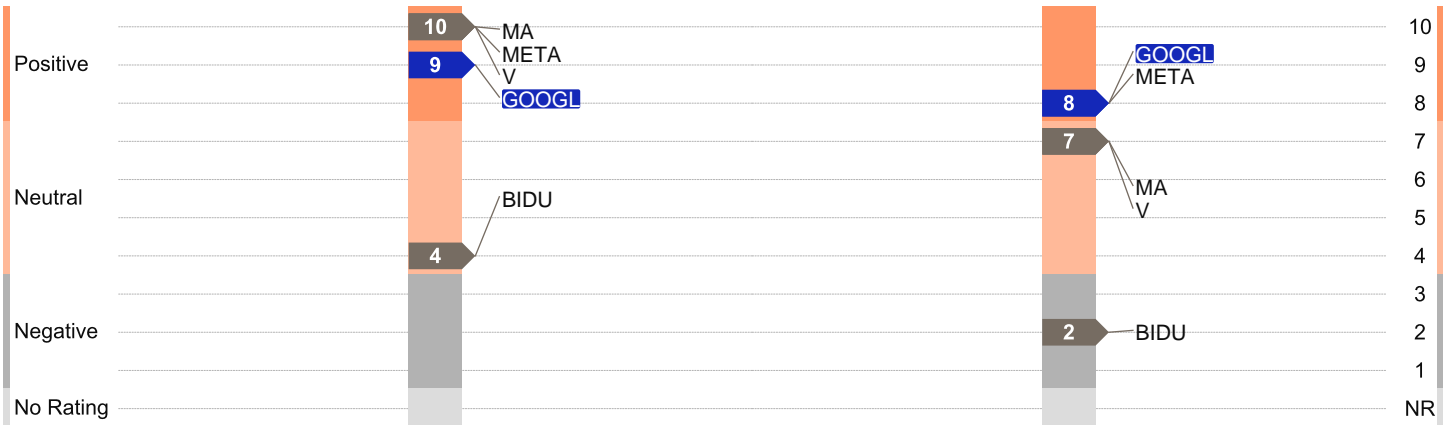 10
MA
META
V
9
GOOGL
BIDU
4
GOOGL
META
8
7
MA
V
2
BIDU
Positive
Neutral
Negative
No Rating
10
9
8
7
6
5
4
3
2
1
NR